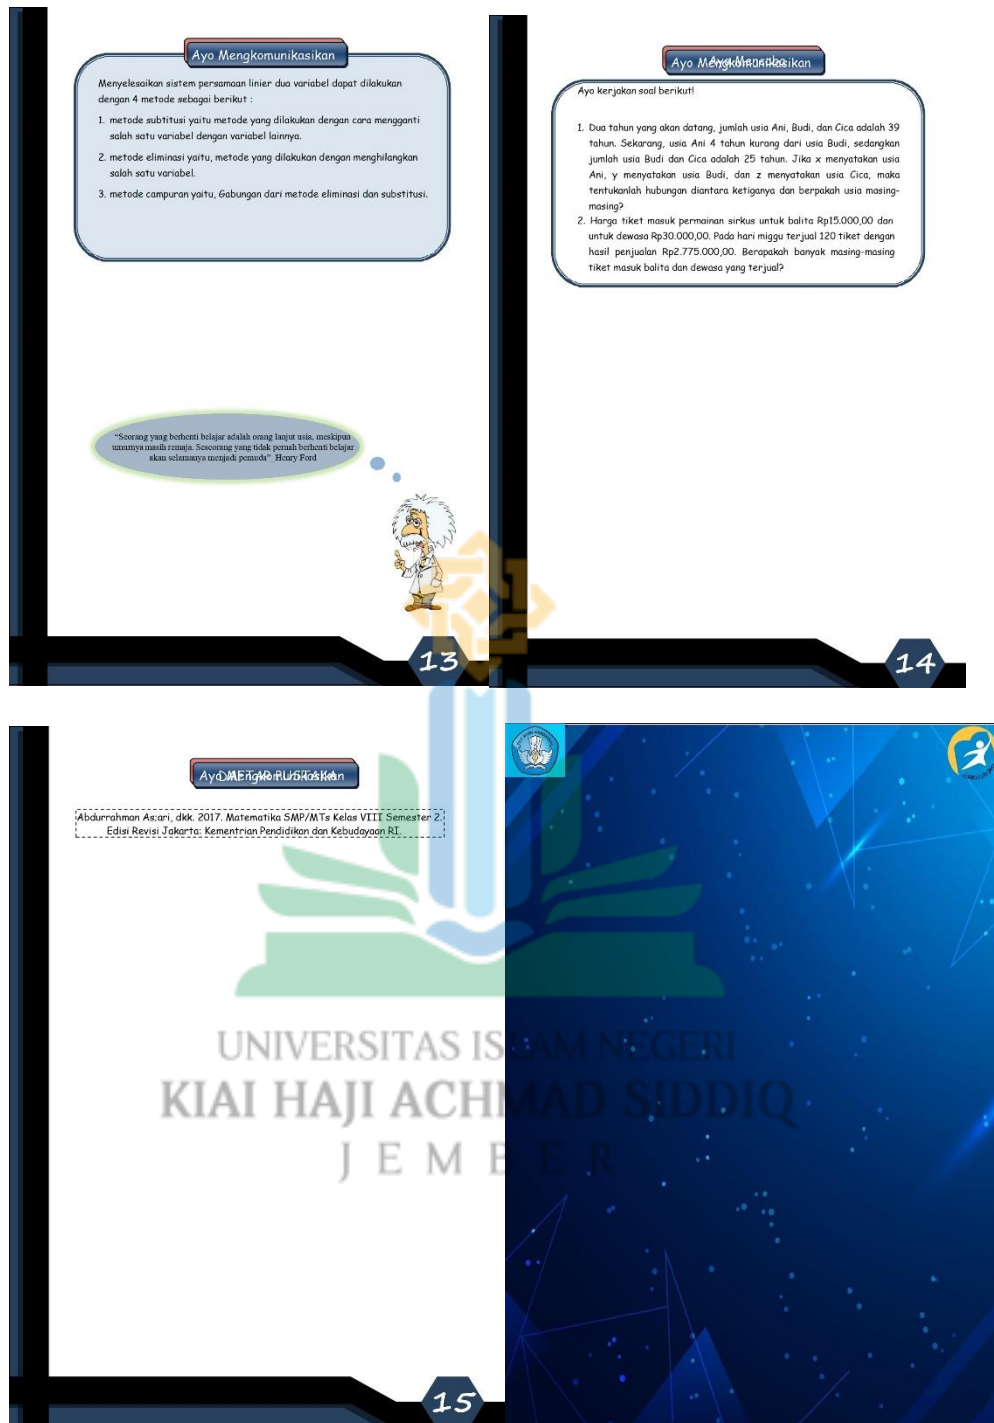 Ayo Mengkomunikasikan
Menyelesaikan sistem persamaan linier dua variabel dapat dilakukan
dengan 4 metode sebagai berikut :
1. metode subtitusi yaitu metode yang dilakukan dengan cara mengganti
salah satu variabel dengan variabel lainnya.
2. metode eliminasi yaitu, metode yang dilakukan dengan menghilangkan
salah satu variabel.
3. metode campuran yaitu, Gabungan dari metode eliminasi dan substitusi.
“Seorang yang berhenti belajar adalah orang lanjut usia, meskipun
umurnya masih remaja. Seseorang yang tidak pernah berhenti belajar
akan selamanya menjadi pemuda” Henry Ford
13
Ayo Mengkomunikasikan
Ayo Mencoba
Ayo kerjakan soal berikut!
1. Dua tahun yang akan datang, jumlah usia Ani, Budi, dan Cica adalah 39
tahun. Sekarang, usia Ani 4 tahun kurang dari usia Budi, sedangkan
jumlah usia Budi dan Cica adalah 25 tahun. Jika x menyatakan usia
Ani, y menyatakan usia Budi, dan z menyatakan usia Cica, maka
tentukanlah hubungan diantara ketiganya dan berpakah usia masing-
masing?
2. Harga tiket masuk permainan sirkus untuk balita Rp15.000,00 dan
untuk dewasa Rp30.000,00. Pada hari miggu terjual 120 tiket dengan
hasil penjualan Rp2.775.000,00. Berapakah banyak masing-masing
tiket masuk balita dan dewasa yang terjual?
14
Ayo Mengkomunikasikan
DAFTAR PUSTAKA
Abdurrahman As;ari, dkk. 2017. Matematika SMP/MTs Kelas VIII Semester 2.
Edisi Revisi Jakarta: Kementrian Pendidikan dan Kebudayaan RI.
15
UNIVERSITAS ISLAM NEGERI
KIAI HAJI ACHMAD SIDDIQ
JEMBER